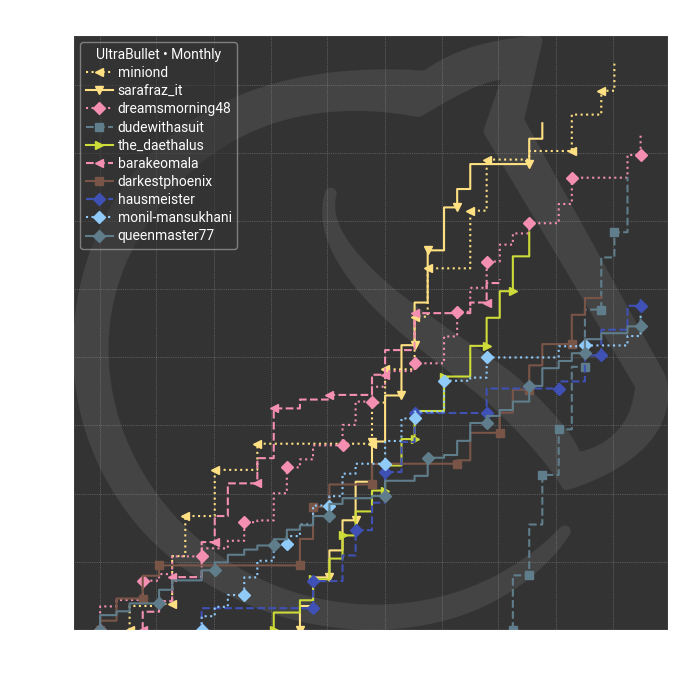 UltraBullet • Monthly
miniond
sarafraz_it
dreamsmorning48
dudewithasuit
the_daethalus
barakeomala
darkestphoenix
hausmeister
monil-mansukhani
queenmaster77